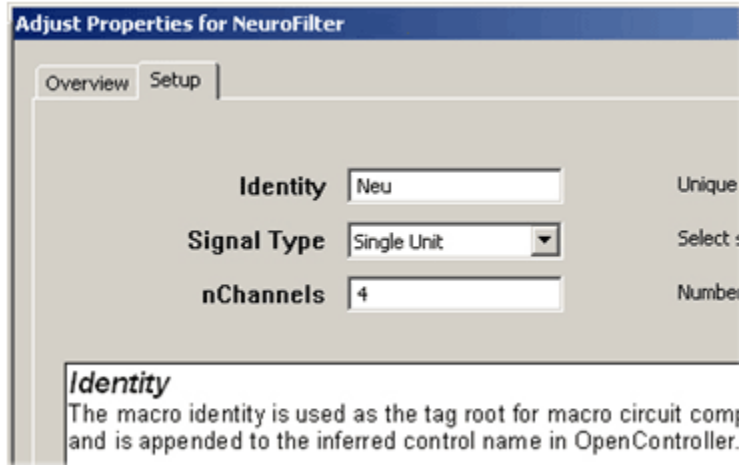 Adjust Properties for NeuroFilter
Overview Setup
Identity Neu Unique
Signal Type Single Unit Select
nChannels 4 Number
Identity
The macro identity is used as the tag root for macro circuit
and is appended to the inferred control name in OpenController.